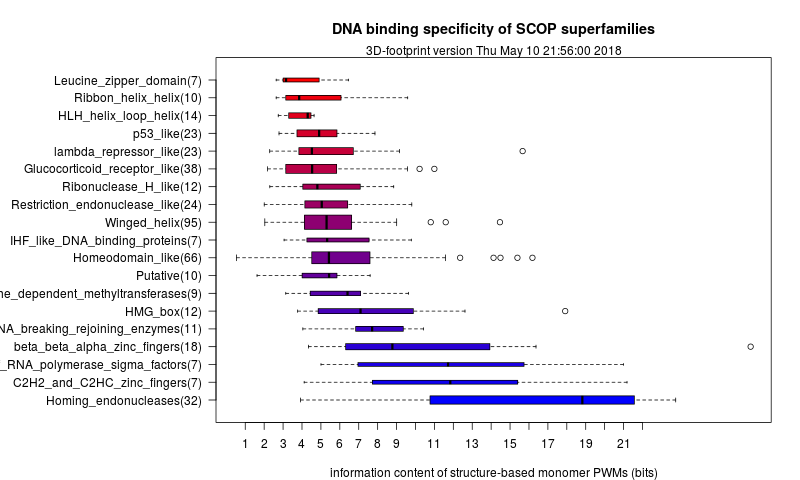 DNA binding specificity of SCOP superfamilies
3D-footprint version Thu May 10 21:56:00 2018
Leucine_zipper_domain(7)
Ribbon_helix_helix(10)
HLH_helix_loop_helix(14)
p53_like(23)
lambda_repressor_like(23)
Glucocorticoid_receptor_like(38)
Ribonuclease_H_like(12)
Restriction_endonuclease_like(24)
Winged_helix(95)
IHF_like_DNA_binding_proteins(7)
Homeodomain_like(66)
Putative(10)
ne_dependent_methyltransferases(9)
HMG_box(12)
NA_breaking_rejoining_enzymes(11)
beta_beta_alpha_zinc_fingers(18)
_RNA_polymerase_sigma_factors(7)
C2H2_and_C2HC_zinc_fingers(7)
Homing_endonucleases(32)
1 2 3 4 5 6 7 8 9 11 13 15 17 19 21
information content of structure-based monomer PWMs (bits)